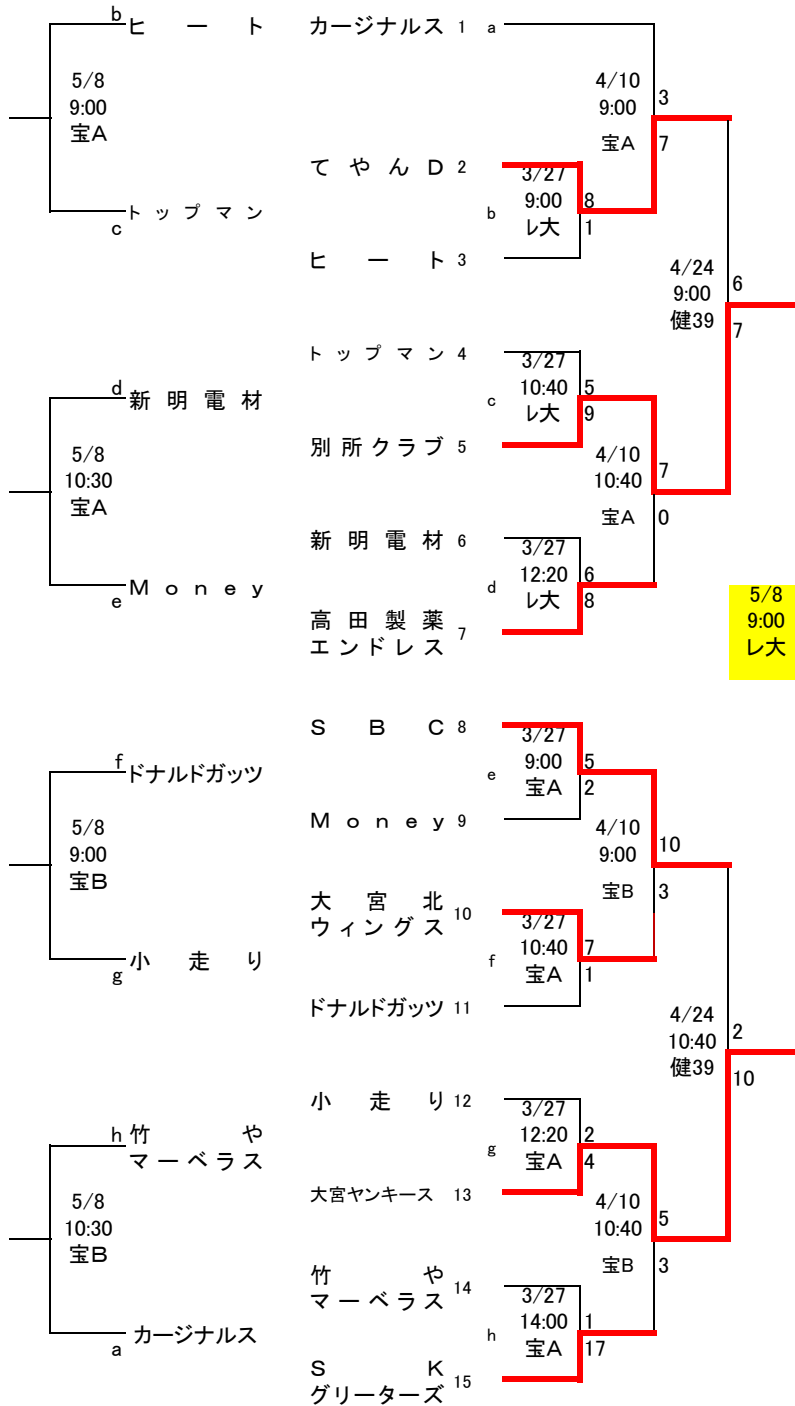 b ヒート
5/8
9:00
宝A
c トップマン
d 新明電材
5/8
10:30
宝A
e Ｍｏｎｅｙ
f ドナルドガッツ
5/8
9:00
宝B
g 小走り
h 竹や
マーベラス
5/8
10:30
宝B
a カージナルス
カージナルス 1 a
てやんＤ 2
b
ヒート 3
トップマン 4
c
別所クラブ 5
新明電材 6
d
高田製薬
エンドレス 7
ＳＢＣ 8
e
Ｍｏｎｅｙ 9
大宮北
ウィングス 10
f
ドナルドガッツ 11
小走り 12
g
大宮ヤンキース 13
竹や
マーベラス 14
h
ＳＫ
グリーターズ 15
3/27
9:00
レ大
8
1
3/27
10:40
レ大
5
9
3/27
12:20
レ大
6
8
3/27
9:00
宝A
5
2
3/27
10:40
宝A
7
1
3/27
12:20
宝A
2
4
3/27
14:00
宝A
1
17
4/10
9:00
宝A
3
7
4/10
10:40
宝A
7
0
4/10
9:00
宝B
10
3
4/10
10:40
宝B
5
3
4/24
9:00
健39
6
7
4/24
10:40
健39
2
10
5/8
9:00
レ大